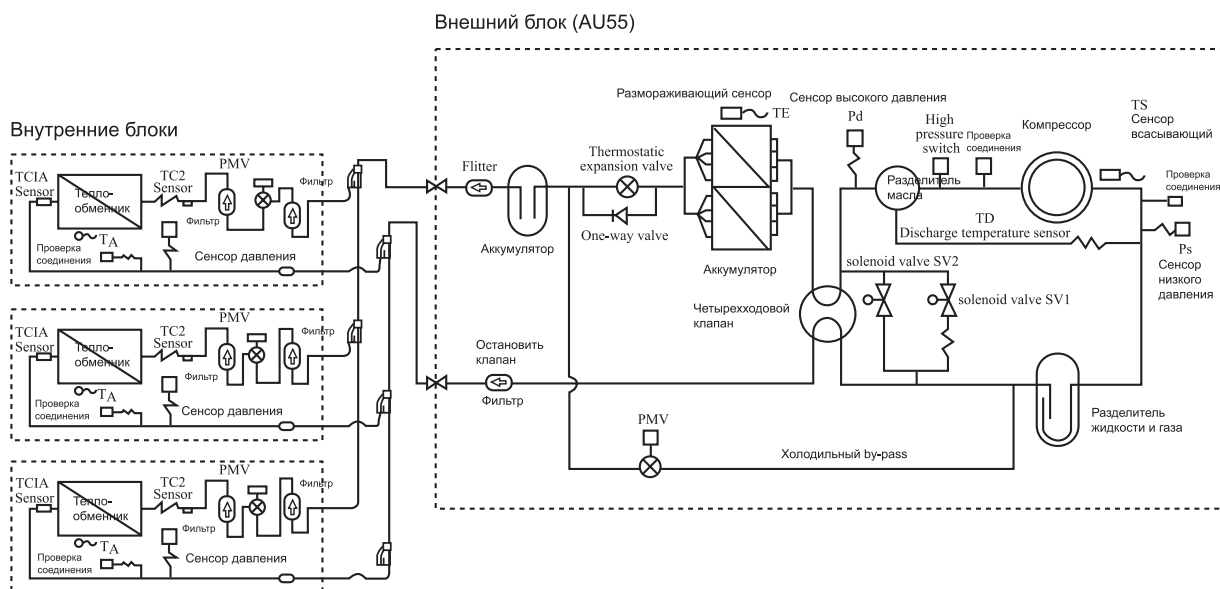 Внешний блок (AU55)
Размораживающий сенсор
TE
Сенсор высокого давления
Pd
High
pressure
switch
Проверка
соединения
Компрессор
TS
Сенсор
всасывающий
Внутренние блоки
Flitter
Thermostatic
expansion valve
Разделитель
масла
Проверка
соединения
TD
Discharge temperature sensor
Аккумулятор
One-way valve
Аккумулятор
Ps
Сенсор
низкого
давления
solenoid valve SV2
solenoid valve SV1
Четырехходовой
клапан
Остановить
клапан
Фильтр
PMV
Холодильный by-pass
Разделитель
жидкости и газа
TC1A
Sensor
Тепло-
обменник
TC2
Sensor
PMV
Фильтр
Фильтр
TA
Проверка
соединения
Сенсор давления
TC1A
Sensor
Тепло-
обменник
TC2
Sensor
PMV
Фильтр
Фильтр
TA
Проверка
соединения
Сенсор давления
TC1A
Sensor
Тепло-
обменник
TC2
Sensor
PMV
Фильтр
Фильтр
TA
Проверка
соединения
Сенсор давления